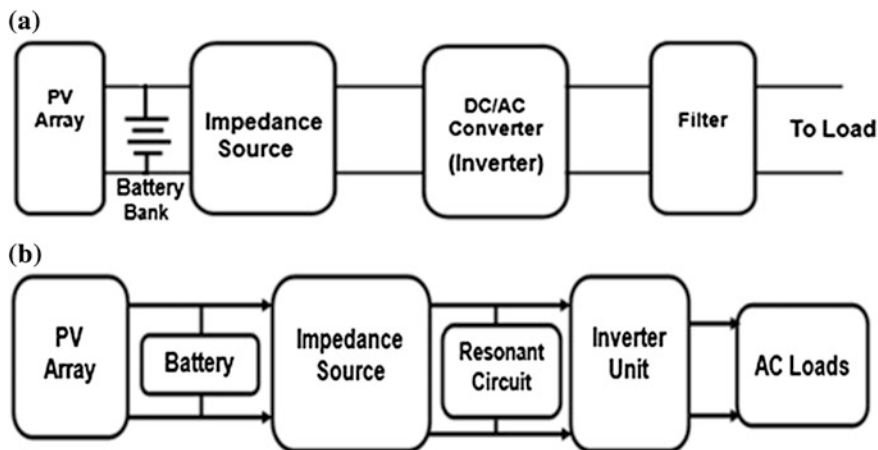 (a)
PV
Array
Battery
Bank
Impedance
Source
DC/AC
Converter
(Inverter)
Filter
To Load
(b)
PV
Array
Battery
Impedance
Source
Resonant
Circuit
Inverter
Unit
AC Loads